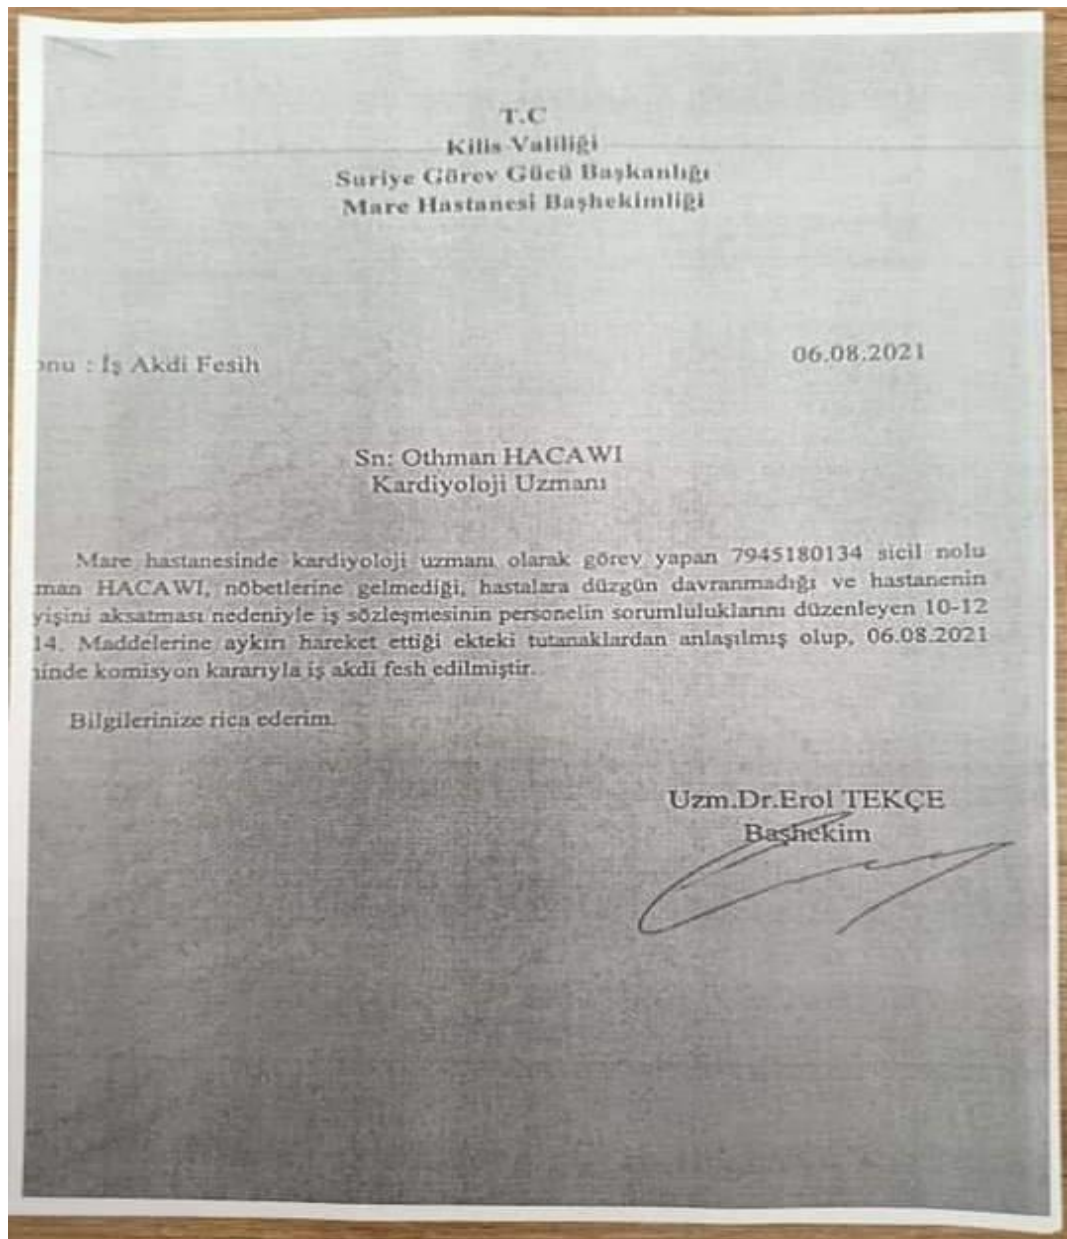 T.C
Kilis Valiliği
Suriye Görev Gücü Başkanlığı
Mare Hastanesi Başhekimliği
onu : İş Akdi Fesih
06.08.2021
Sn: Othman HACAWI
Kardiyoloji Uzmanı
Mare hastanesinde kardiyoloji uzmanı olarak görev yapan 7945180134 sicil nolu
man HACAWI, nöbetlerine gelmediği, hastalara düzgün davranmadığı ve hastanenin
yişini aksatması nedeniyle iş sözleşmesinin personelin sorumluluklarını düzenleyen 10-12
14. Maddelerine aykırı hareket ettiği ekteki tutanaklardan anlaşılmış olup, 06.08.2021
inde komisyon kararıyla iş akdi fesh edilmiştir.
Bilgilerinize rica ederim.
Uzm.Dr.Erol TEKÇE
Başhekim